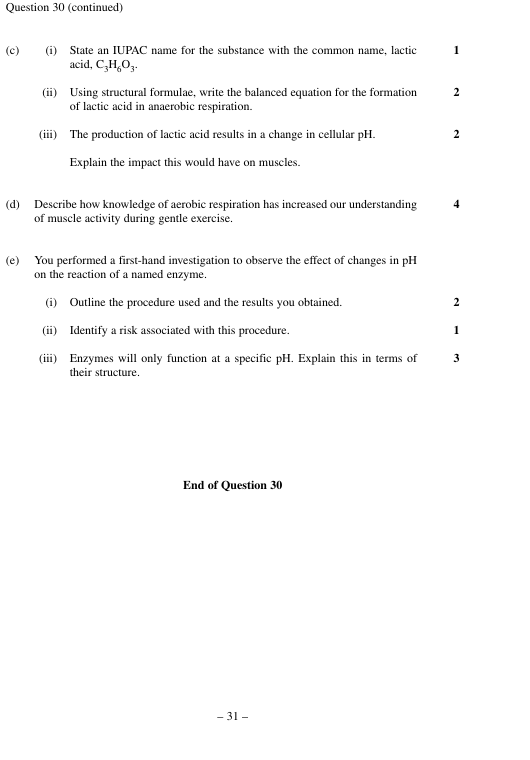 Question 30 (continued)
(c) (i) State an IUPAC name for the substance with the common name, lactic 1
acid, C3H6O3.
(ii) Using structural formulae, write the balanced equation for the formation 2
of lactic acid in anaerobic respiration.
(iii) The production of lactic acid results in a change in cellular pH. 2
Explain the impact this would have on muscles.
(d) Describe how knowledge of aerobic respiration has increased our understanding 4
of muscle activity during gentle exercise.
(e) You performed a first-hand investigation to observe the effect of changes in pH
on the reaction of a named enzyme.
(i) Outline the procedure used and the results you obtained. 2
(ii) Identify a risk associated with this procedure. 1
(iii) Enzymes will only function at a specific pH. Explain this in terms of 3
their structure.
End of Question 30
– 31 –